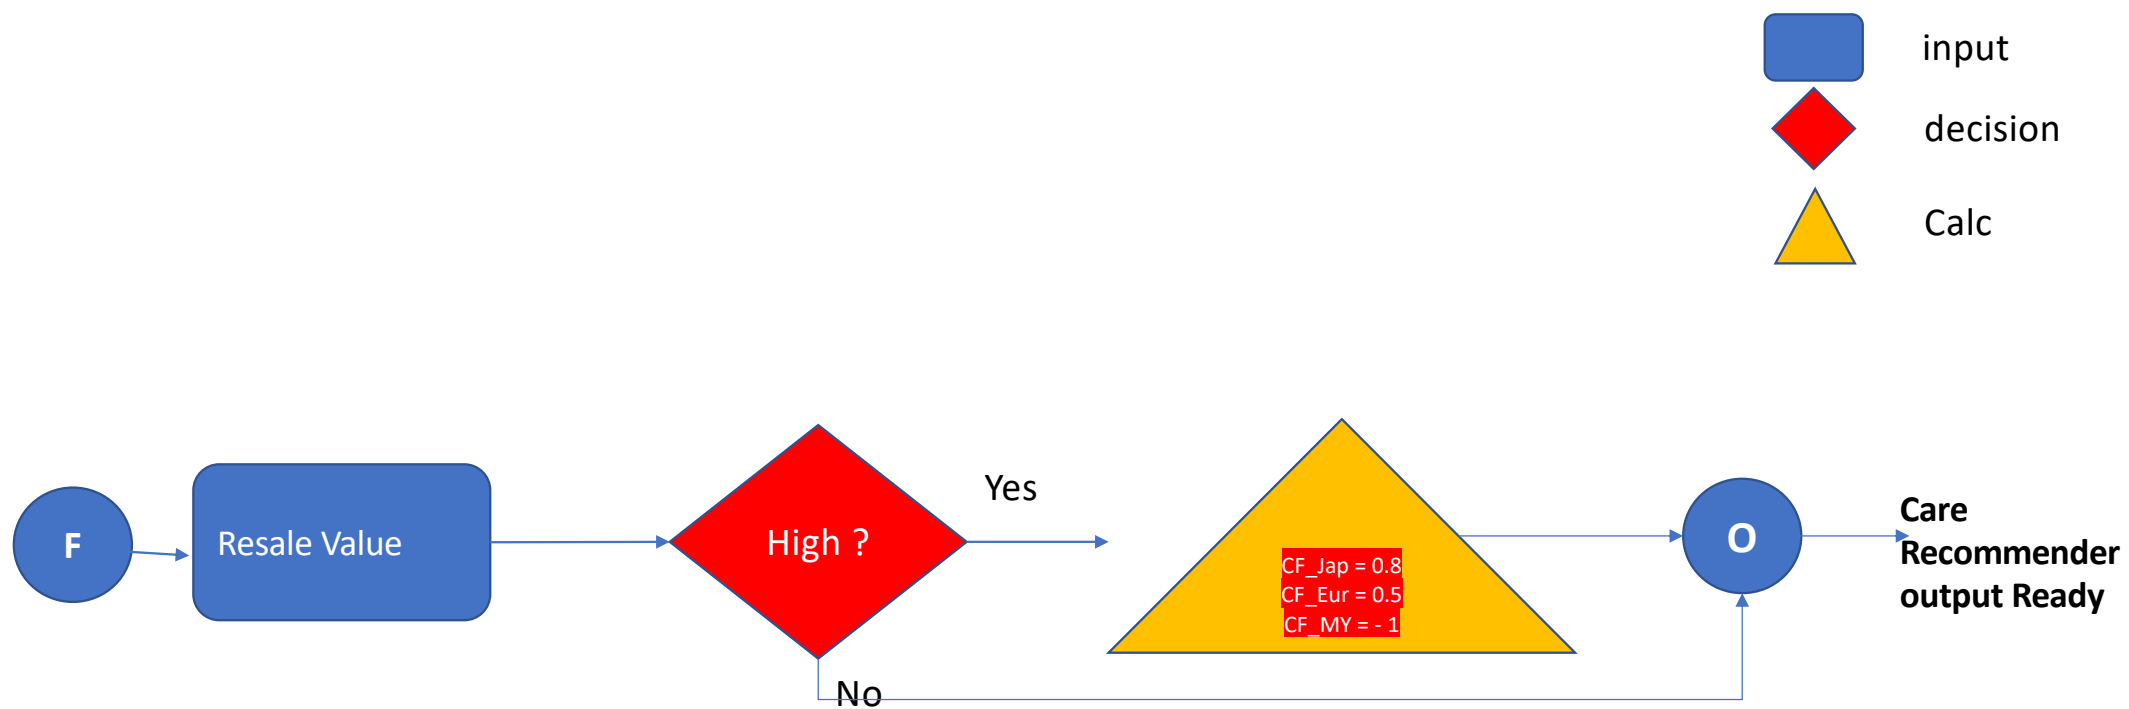 input
decision
Calc
Yes
F
Resale Value
High ?
CF_Jap = 0.8
CF_Eur = 0.5
CF_MY = - 1
O
Care
Recommender
output Ready
No